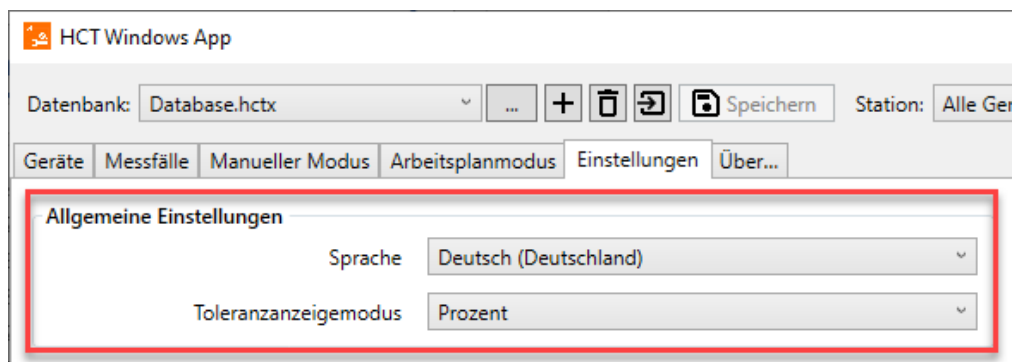 HCT Windows App
Datenbank: Database.hctx ... Speichern Station: Alle Ger
Geräte Messfälle Manueller Modus Arbeitsplanmodus Einstellungen Über...
Allgemeine Einstellungen
Sprache Deutsch (Deutschland)
Toleranzanzeigemodus Prozent